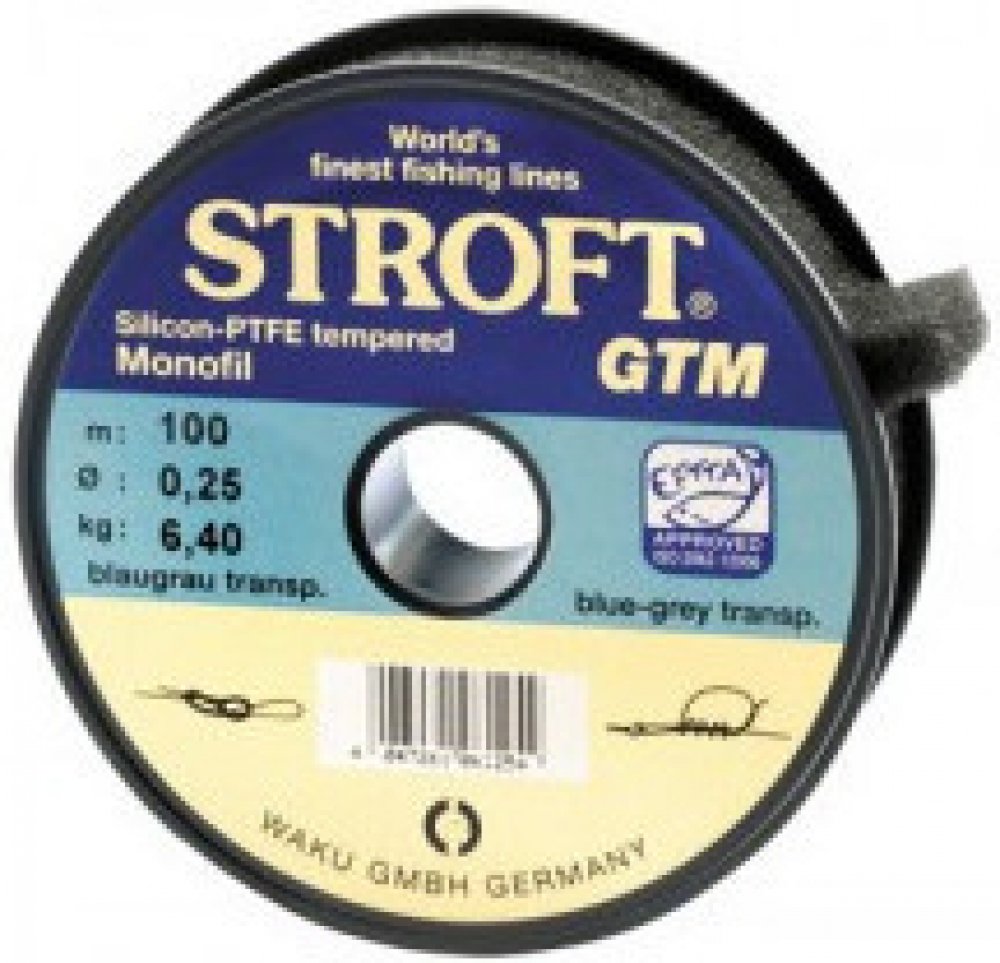 World's
finest fishing lines
STROFT®
Silicon-PTFE tempered
Monofil
GTM
m: 100
Ø : 0,25
kg: 6,40
blaugrau transp.
APPROVED
blue-grey transp.
WAKU GMBH GERMANY